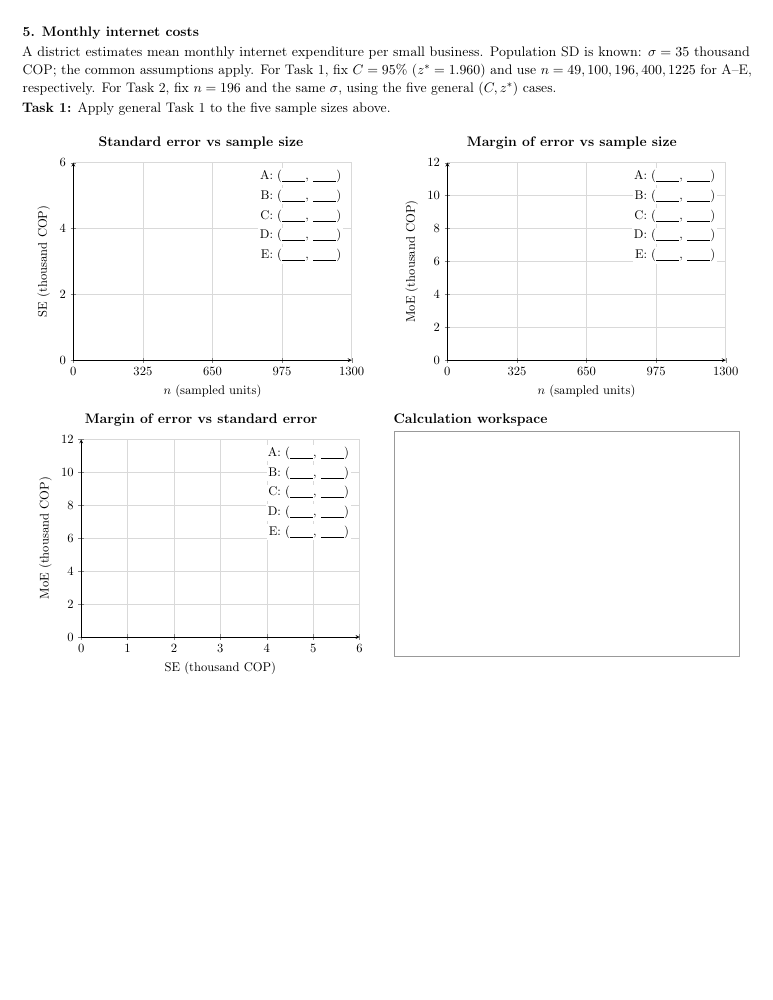 5. Monthly internet costs
A district estimates mean monthly internet expenditure per small business. Population SD is known: σ = 35 thousand
COP; the common assumptions apply. For Task 1, fix C = 95% (z* = 1.960) and use n = 49, 100, 196, 400, 1225 for A–E,
respectively. For Task 2, fix n = 196 and the same σ, using the five general (C, z*) cases.
Task 1: Apply general Task 1 to the five sample sizes above.
Standard error vs sample size
SE (thousand COP)
6
4
2
0
A: (___, ___)
B: (___, ___)
C: (___, ___)
D: (___, ___)
E: (___, ___)
0 325 650 975 1300
n (sampled units)
Margin of error vs sample size
MoE (thousand COP)
12
10
8
6
4
2
0
A: (___, ___)
B: (___, ___)
C: (___, ___)
D: (___, ___)
E: (___, ___)
0 325 650 975 1300
n (sampled units)
Margin of error vs standard error
MoE (thousand COP)
12
10
8
6
4
2
0
A: (___, ___)
B: (___, ___)
C: (___, ___)
D: (___, ___)
E: (___, ___)
0 1 2 3 4 5 6
SE (thousand COP)
Calculation workspace